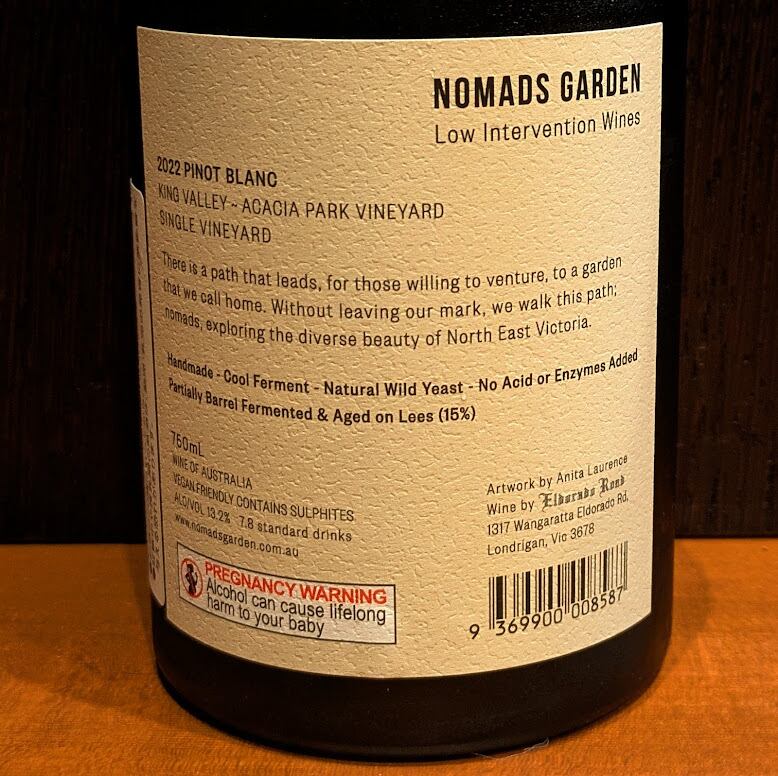 NOMADS GARDEN
Low Intervention Wines
2022 PINOT BLANC
KING VALLEY ~ ACACIA PARK VINEYARD
SINGLE VINEYARD
There is a path that leads, for those willing to venture, to a garden
that we call home. Without leaving our mark, we walk this path;
nomads, exploring the diverse beauty of North East Victoria.
Handmade - Cool Ferment - Natural Wild Yeast - No Acid or Enzymes Added
Partially Barrel Fermented & Aged on Lees (15%)
750mL
WINE OF AUSTRALIA
VEGAN FRIENDLY CONTAINS SULPHITES
ALC/VOL 13.2% 7.8 standard drinks
www.nomadsgarden.com.au
PREGNANCY WARNING
Alcohol can cause lifelong
harm to your baby
Artwork by Anita Laurence
Wine by Eldorado Road
1317 Wangaratta Eldorado Rd,
Londrigan, Vic 3678
9 369900 008587